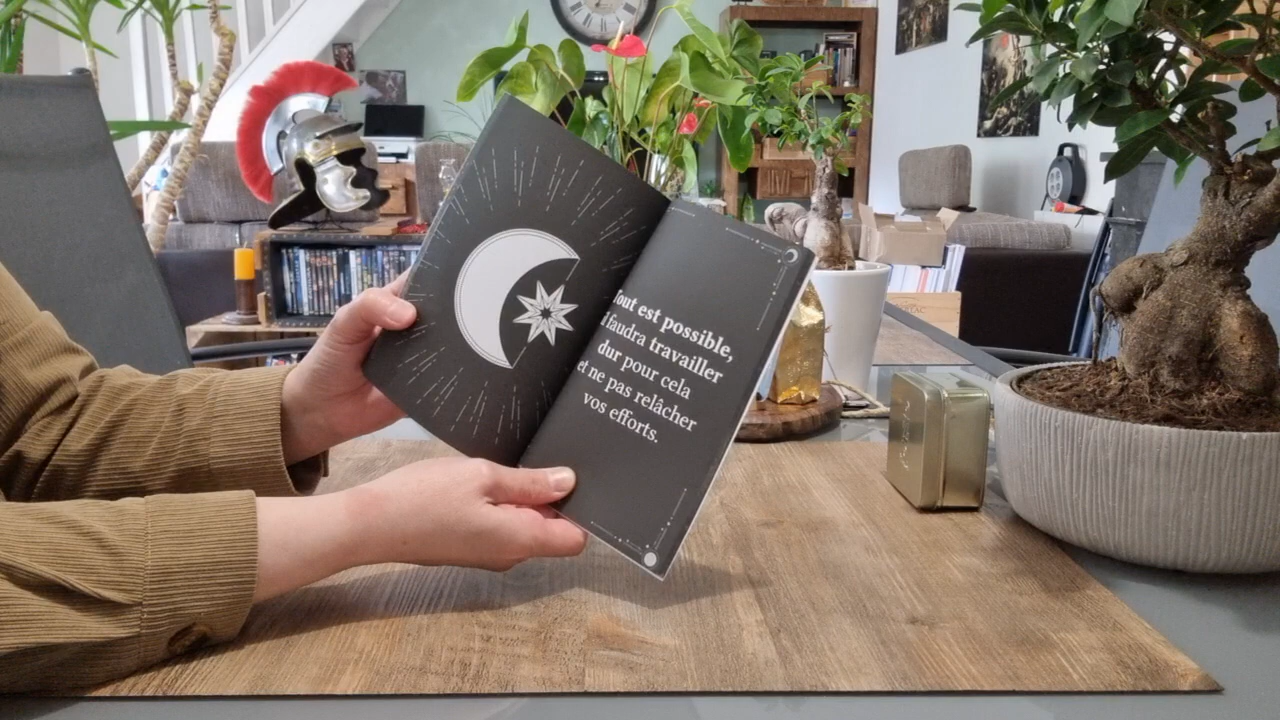 Tout est possible,
il faudra travailler
dur pour cela
et ne pas relâcher
vos efforts.